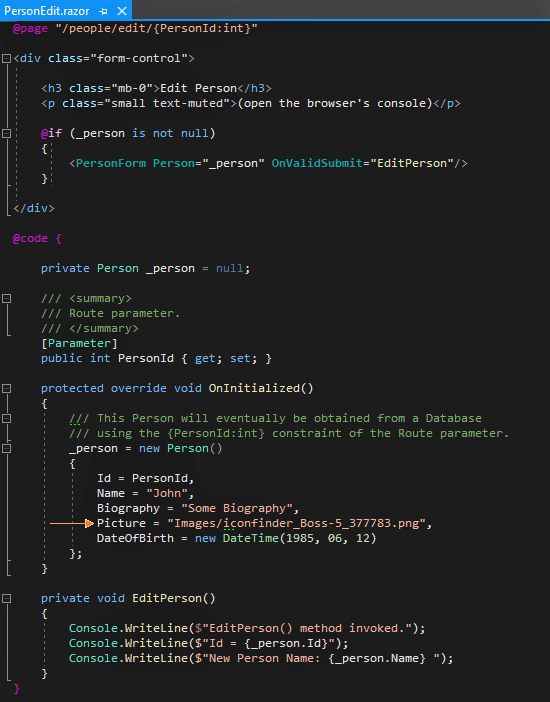 PersonEdit.razor
@page "/people/edit/{PersonId:int}"
<div class="form-control">
<h3 class="mb-0">Edit Person</h3>
<p class="small text-muted">(open the browser's console)</p>
@if (_person is not null)
{
<PersonForm Person="_person" OnValidSubmit="EditPerson"/>
}
</div>
@code {
private Person _person = null;
/// <summary>
/// Route parameter.
/// </summary>
[Parameter]
public int PersonId { get; set; }
protected override void OnInitialized()
{
/// This Person will eventually be obtained from a Database
/// using the {PersonId:int} constraint of the Route parameter.
_person = new Person()
{
Id = PersonId,
Name = "John",
Biography = "Some Biography",
Picture = "Images/iconfinder_Boss-5_377783.png",
DateOfBirth = new DateTime(1985, 06, 12)
};
}
private void EditPerson()
{
Console.WriteLine($"EditPerson() method invoked.");
Console.WriteLine($"Id = {_person.Id}");
Console.WriteLine($"New Person Name: {_person.Name} ");
}
}